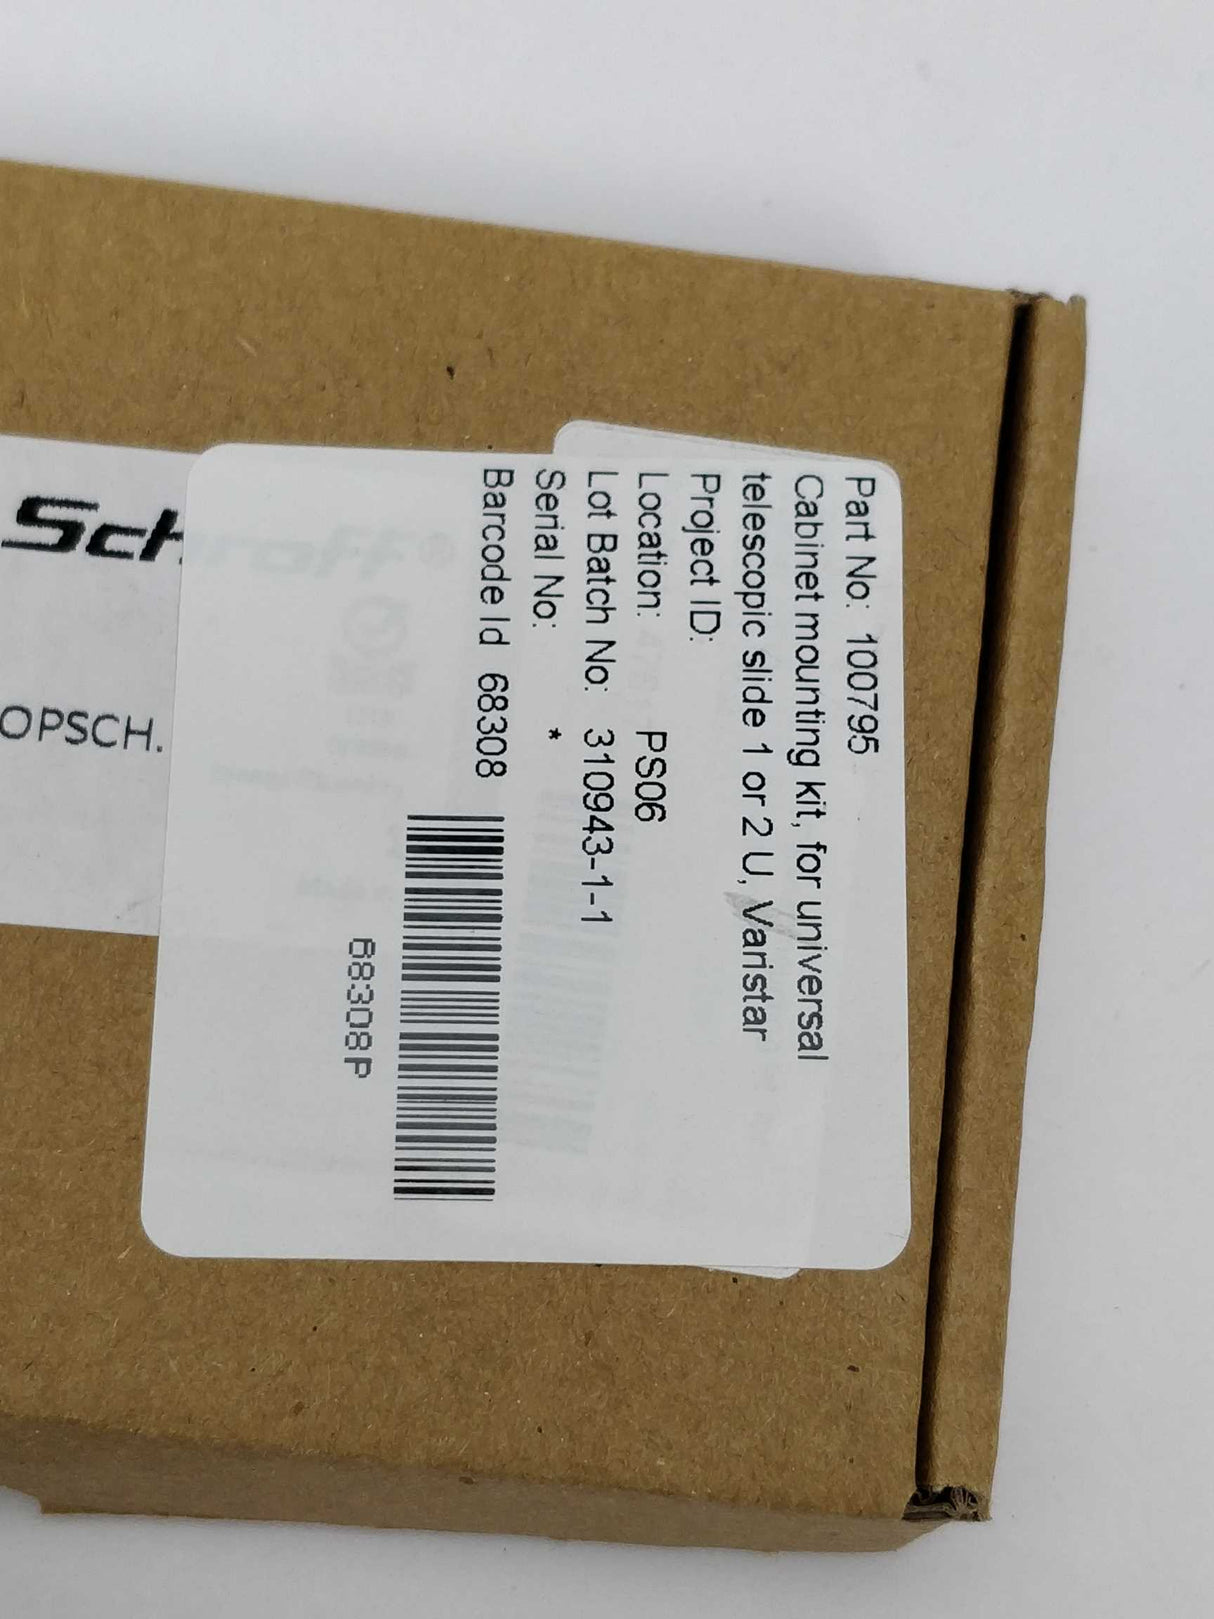 Part No: 100795
Cabinet mounting kit, for universal
telescopic slide 1 or 2 U, Varistar
Project ID:
Location: PS06
Lot Batch No: 310943-1-1
Serial No: *
Barcode Id 68308
68308P
Schroff®
OPSCH.